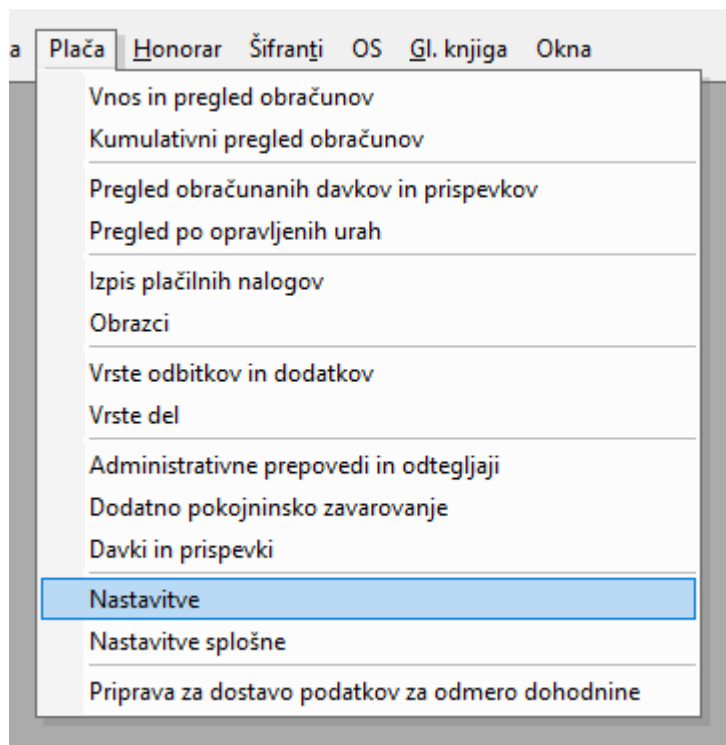 a Plača Honorar Šifranti OS Gl. knjiga Okna
Vnos in pregled obračunov
Kumulativni pregled obračunov
Pregled obračunanih davkov in prispevkov
Pregled po opravljenih urah
Izpis plačilnih nalogov
Obrazci
Vrste odbitkov in dodatkov
Vrste del
Administrativne prepovedi in odtegljaji
Dodatno pokojninsko zavarovanje
Davki in prispevki
Nastavitve
Nastavitve splošne
Priprava za dostavo podatkov za odmero dohodnine